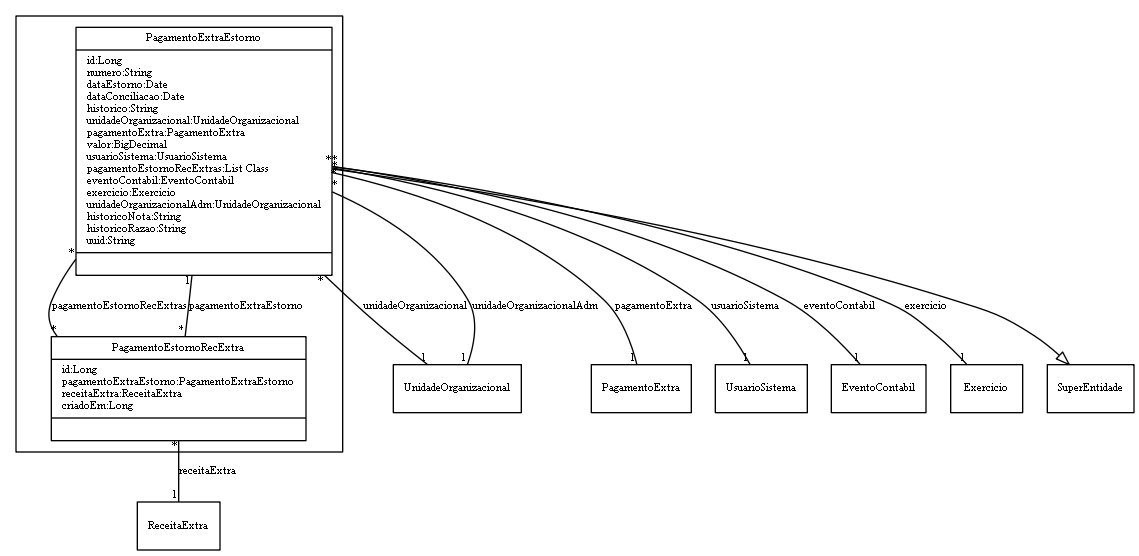 PagamentoExtraEstorno
id:Long
numero:String
dataEstorno:Date
dataConciliacao:Date
historico:String
unidadeOrganizacional:UnidadeOrganizacional
pagamentoExtra:PagamentoExtra
valor:BigDecimal
usuarioSistema:UsuarioSistema
pagamentoEstornoRecExtras:List Class
eventoContabil:EventoContabil
exercicio:Exercicio
unidadeOrganizacionalAdm:UnidadeOrganizacional
historicoNota:String
historicoRazao:String
uuid:String
**
*
*
* 1 *
pagamentoEstornoRecExtras pagamentoExtraEstorno unidadeOrganizacional unidadeOrganizacionalAdm pagamentoExtra usuarioSistema eventoContabil exercicio
* * 1 1 1 1 1 1
PagamentoEstornoRecExtra
id:Long
pagamentoExtraEstorno:PagamentoExtraEstorno
receitaExtra:ReceitaExtra
criadoEm:Long
UnidadeOrganizacional PagamentoExtra UsuarioSistema EventoContabil Exercicio SuperEntidade
*
receitaExtra
1
ReceitaExtra